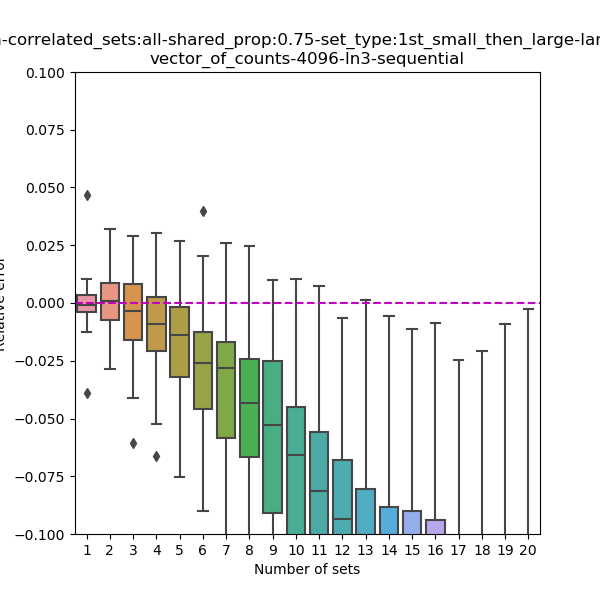 -correlated_sets:all-shared_prop:0.75-set_type:1st_small_then_large-lar
vector_of_counts-4096-ln3-sequential
0.100
0.075
0.050
0.025
0.000
−0.025
−0.050
−0.075
−0.100
Relative error
1 2 3 4 5 6 7 8 9 10 11 12 13 14 15 16 17 18 19 20
Number of sets